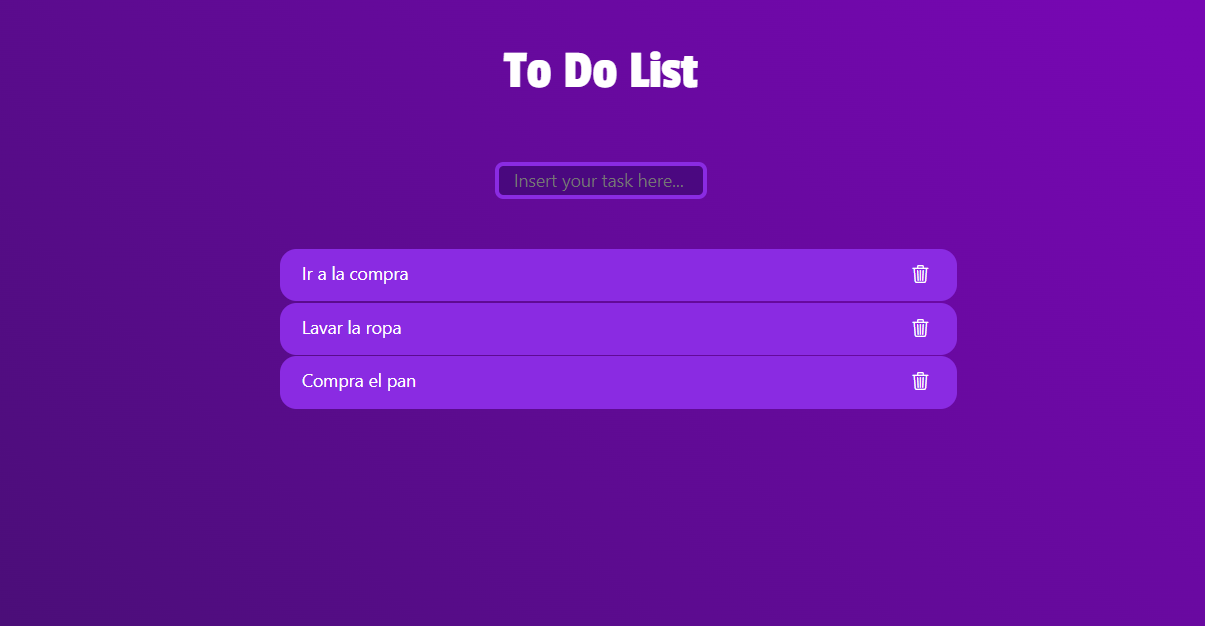 To Do List
Insert your task here...
Ir a la compra
Lavar la ropa
Compra el pan